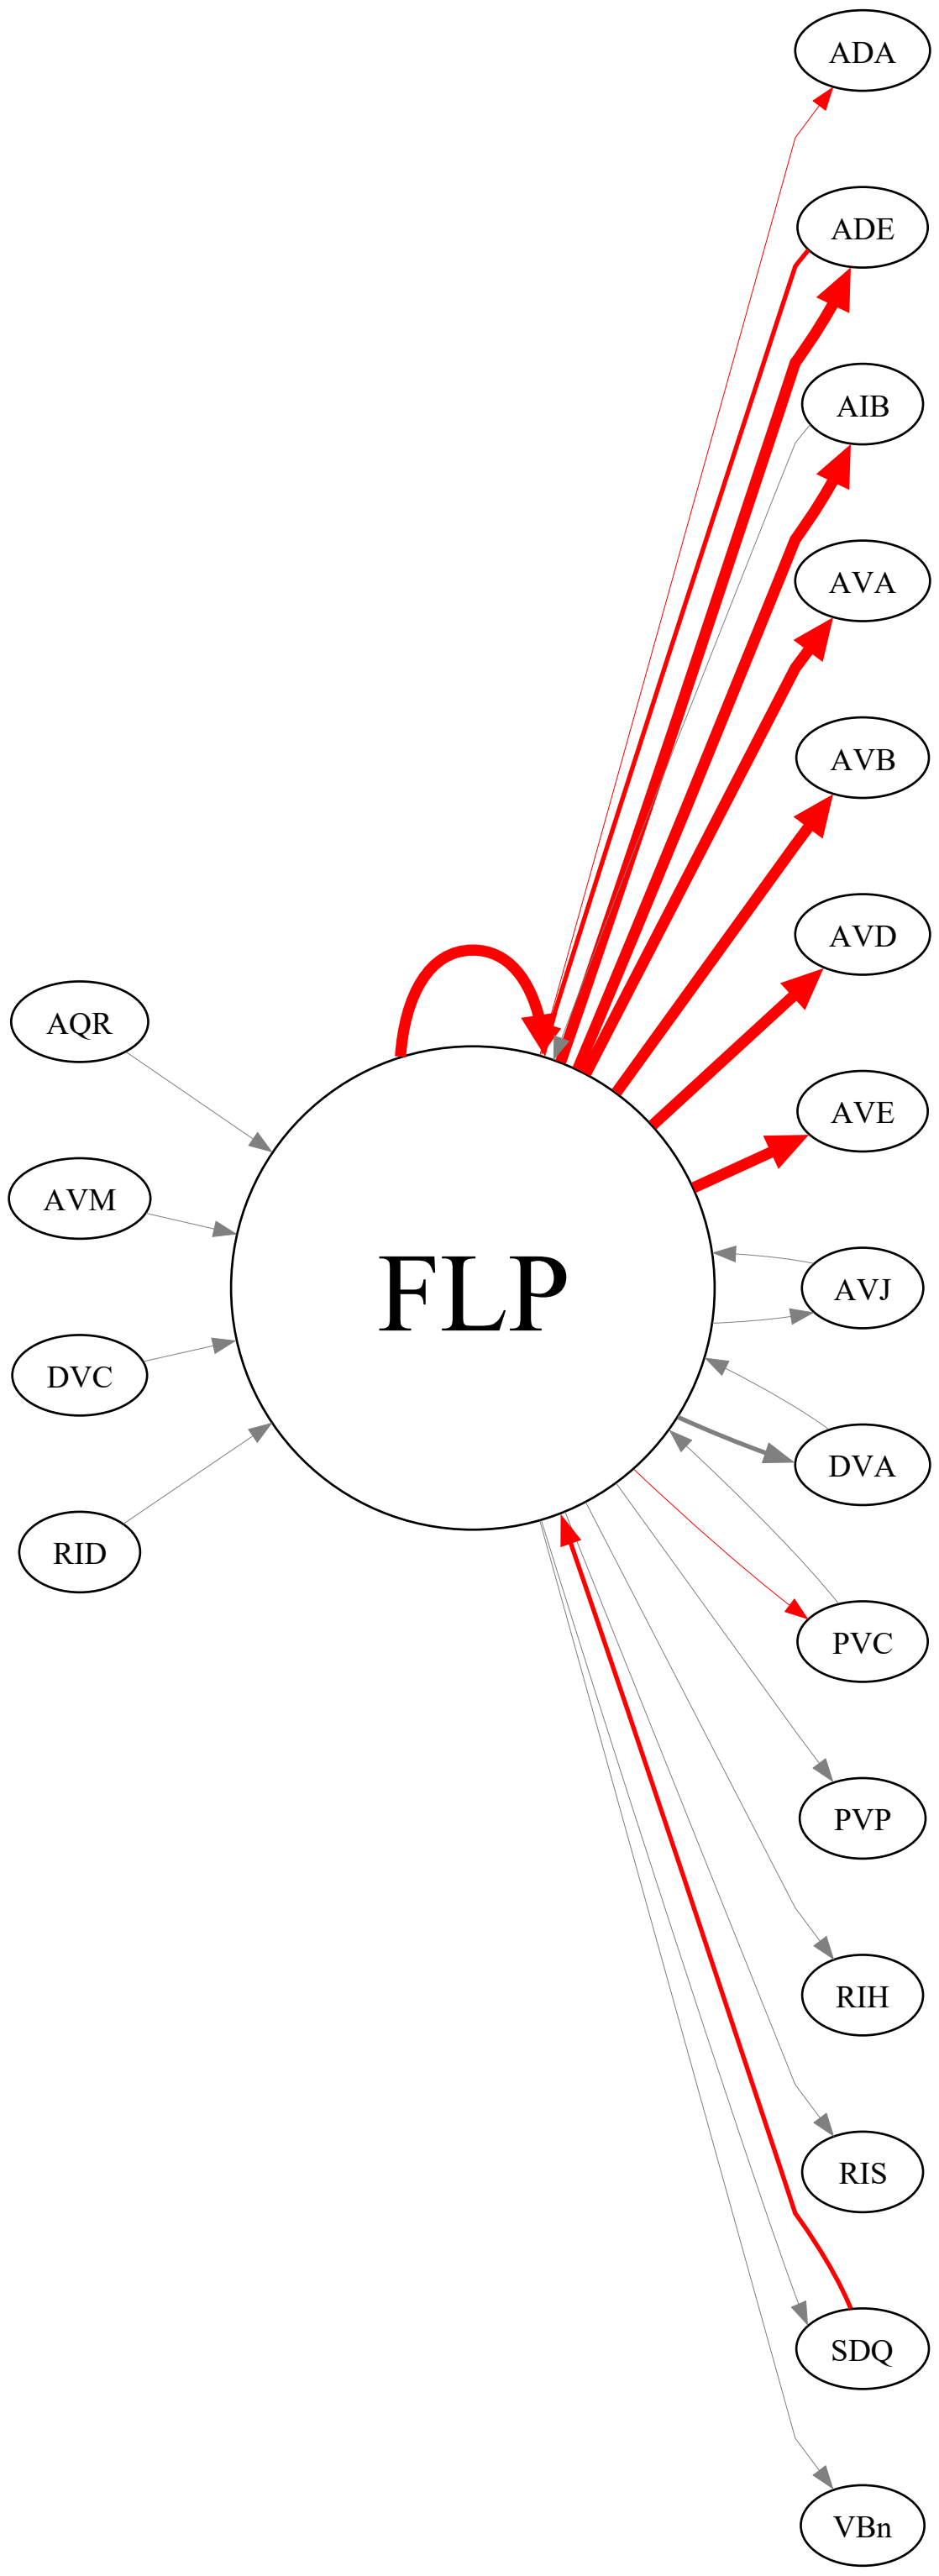 ADA
ADE
AIB
AVA
AVB
AVD
AQR
AVE
AVM
FLP
AVJ
DVC
DVA
RID
PVC
PVP
RIH
RIS
SDQ
VBn